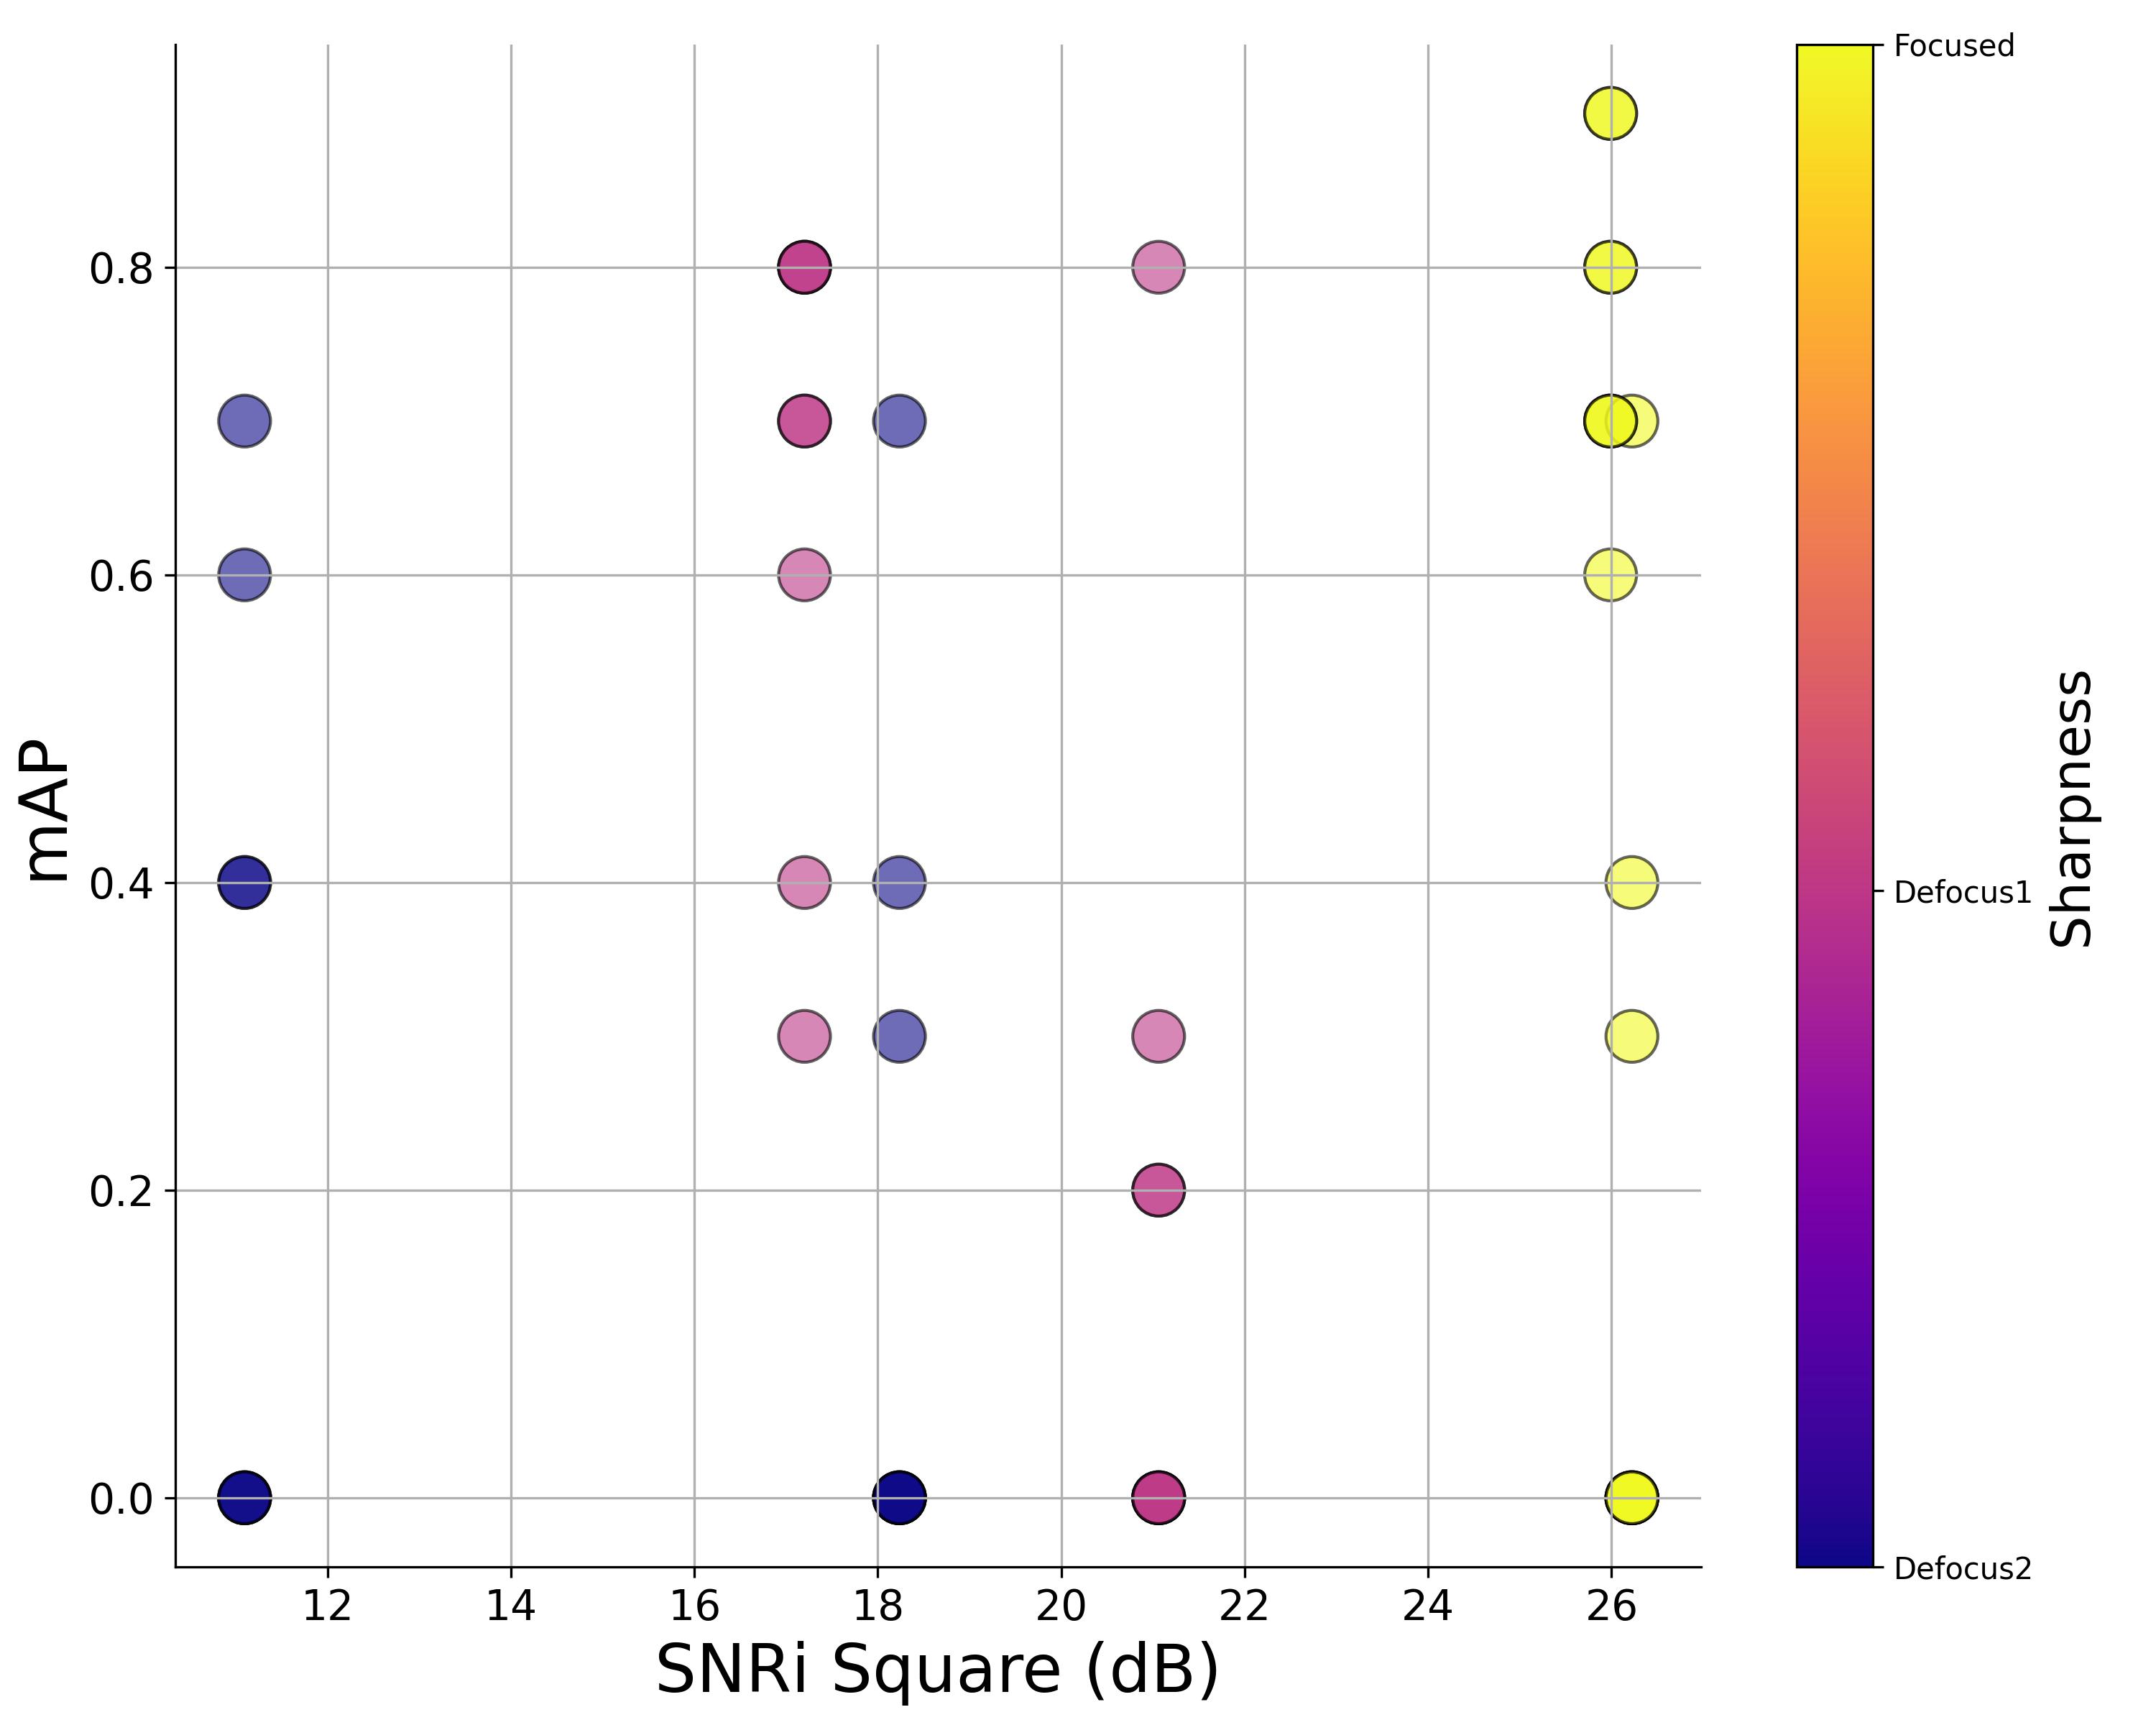 mAP
0.8
0.6
0.4
0.2
0.0
12 14 16 18 20 22 24 26
SNRi Square (dB)
Focused
Defocus1
Defocus2
Sharpness